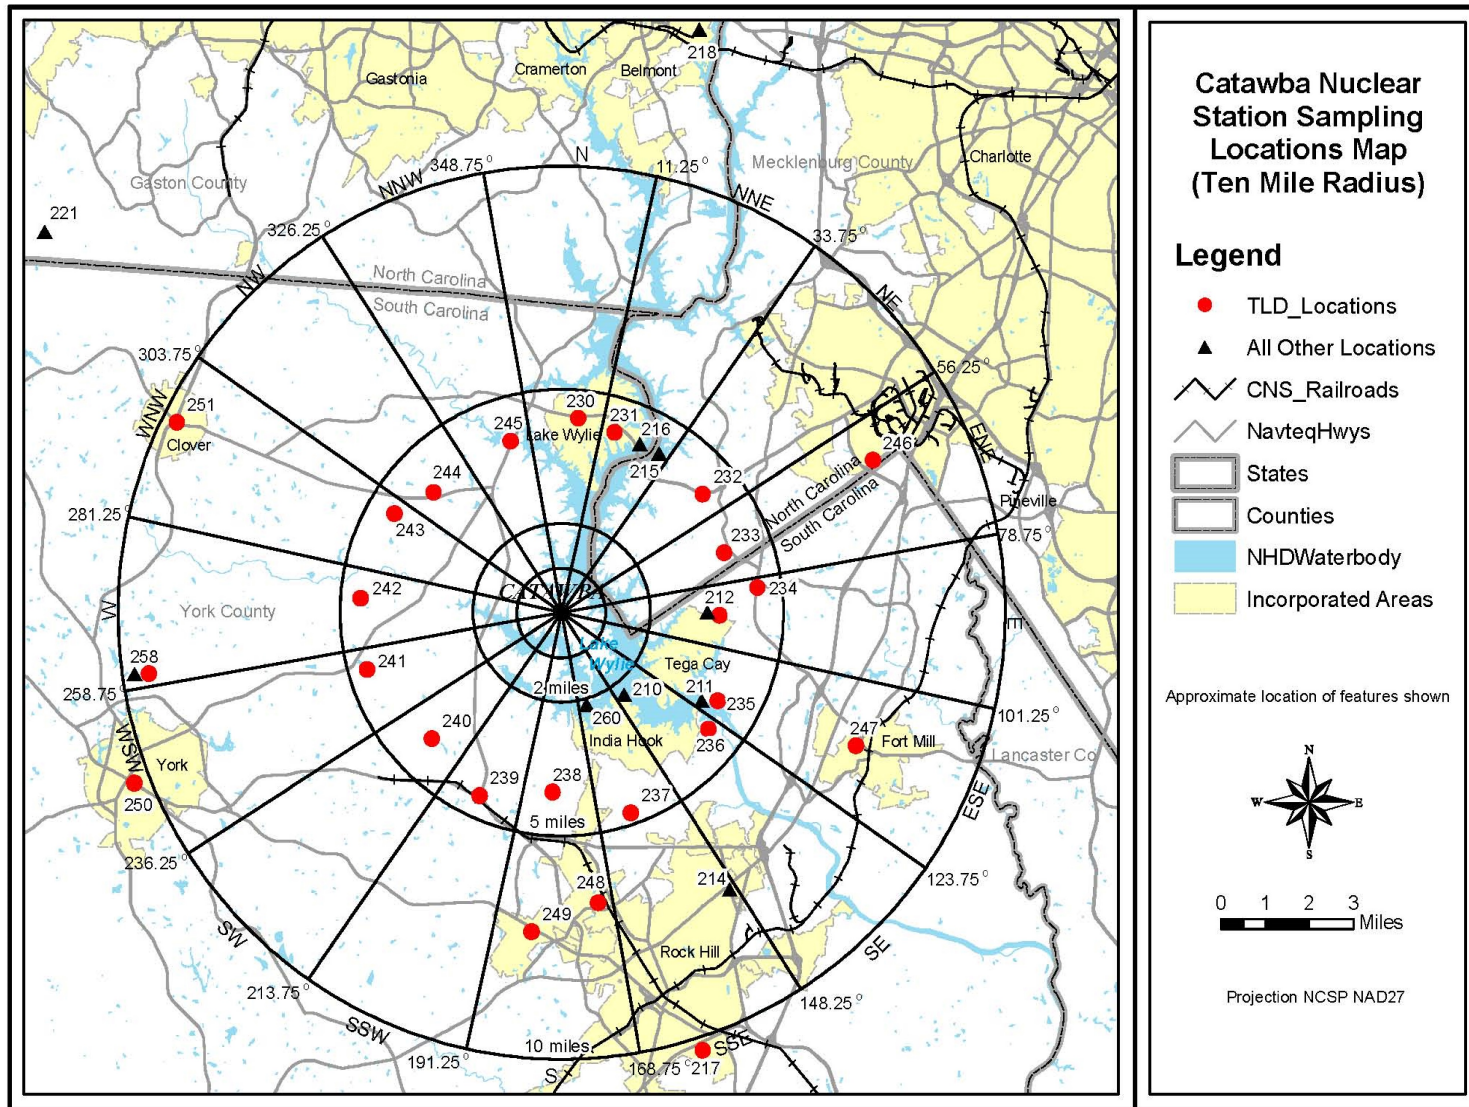 218
Cramerton
Belmont
Gastonia
Charlotte
N
348.75°
11.25°
Mecklenburg County
NNW
NNE
Gaston County
221
326.25°
33.75°
North Carolina
South Carolina
NW
NE
303.75°
56.25°
251
WNW
Clover
230
231
Lake Wylie
216
245
215
246
ENE
244
232
North Carolina
South Carolina
Pineville
243
281.25°
78.75°
233
234
242
CATAWBA
212
W
York County
E
Lake
Wylie
Tega Cay
258
241
258.75°
2 miles
210
211
235
101.25°
260
236
India Hook
247
Fort Mill
Lancaster Co
240
WSW
York
250
239
238
237
ESE
5 miles
236.25°
123.75°
248
214
249
Rock Hill
SW
SE
213.75°
148.25°
SSW
SSE
191.25°
10 miles
168.75°
217
S
Catawba Nuclear
Station Sampling
Locations Map
(Ten Mile Radius)
Legend
TLD_Locations
All Other Locations
CNS_Railroads
NavteqHwys
States
Counties
NHDWaterbody
Incorporated Areas
Approximate location of features shown
N
W
E
S
0 1 2 3
Miles
Projection NCSP NAD27